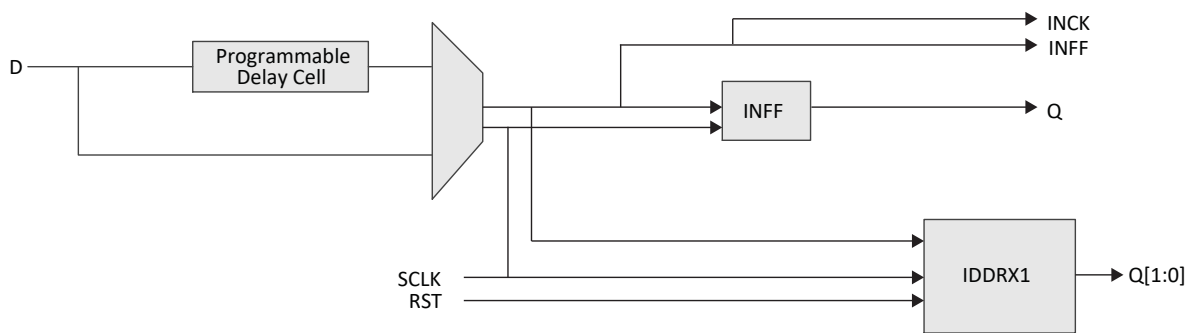 INCK
INFF
D
Programmable
Delay Cell
INFF
Q
SCLK
RST
IDDRX1
Q[1:0]